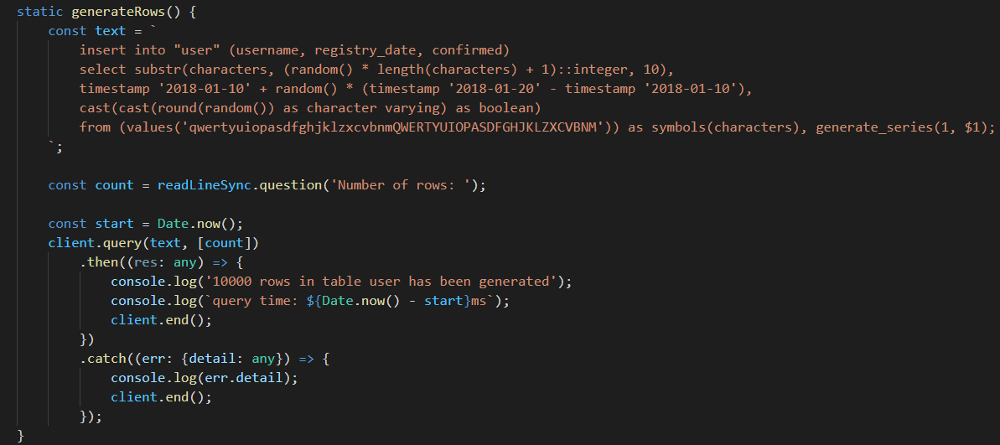 static generateRows() {
const text = `
insert into "user" (username, registry_date, confirmed)
select substr(characters, (random() * length(characters) + 1)::integer, 10),
timestamp '2018-01-10' + random() * (timestamp '2018-01-20' - timestamp '2018-01-10'),
cast(cast(round(random()) as character varying) as boolean)
from (values('qwertyuiopasdfghjklzxcvbnmQWERTYUIOPASDFGHJKLZXCVBNM')) as symbols(characters), generate_series(1, $1);
`;
const count = readLineSync.question('Number of rows: ');
const start = Date.now();
client.query(text, [count])
.then((res: any) => {
console.log('10000 rows in table user has been generated');
console.log(`query time: ${Date.now() - start}ms`);
client.end();
})
.catch((err: {detail: any}) => {
console.log(err.detail);
client.end();
});
}